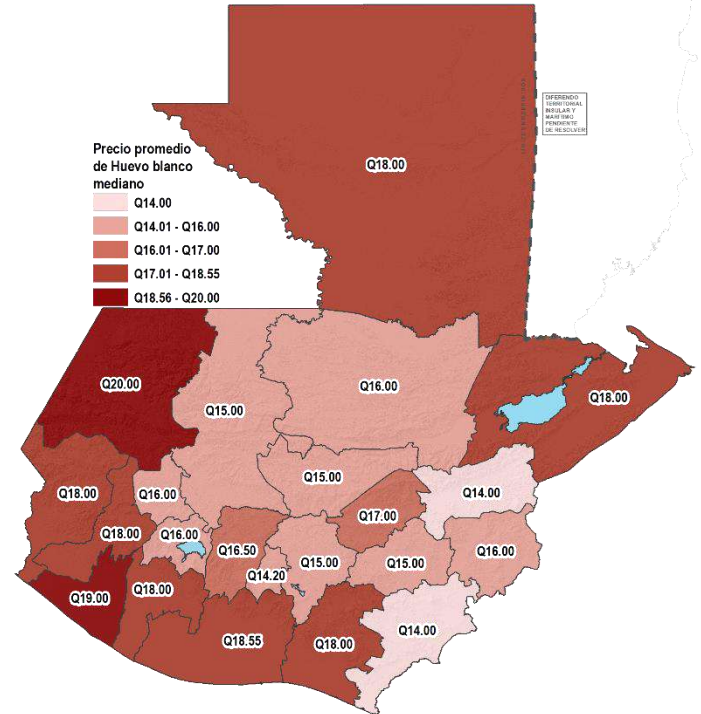 DIFERENDO
TERRITORIAL
INSULAR Y
MARÍTIMO
PENDIENTE
DE RESOLVER
Q18.00
Precio promedio
de Huevo blanco
mediano
Q14.00
Q14.01 - Q16.00
Q16.01 - Q17.00
Q17.01 - Q18.55
Q18.56 - Q20.00
Q20.00
Q15.00
Q16.00
Q18.00
Q18.00
Q16.00
Q15.00
Q14.00
Q17.00
Q18.00
Q16.00
Q16.50
Q15.00
Q15.00
Q16.00
Q14.20
Q19.00
Q18.00
Q18.55
Q18.00
Q14.00